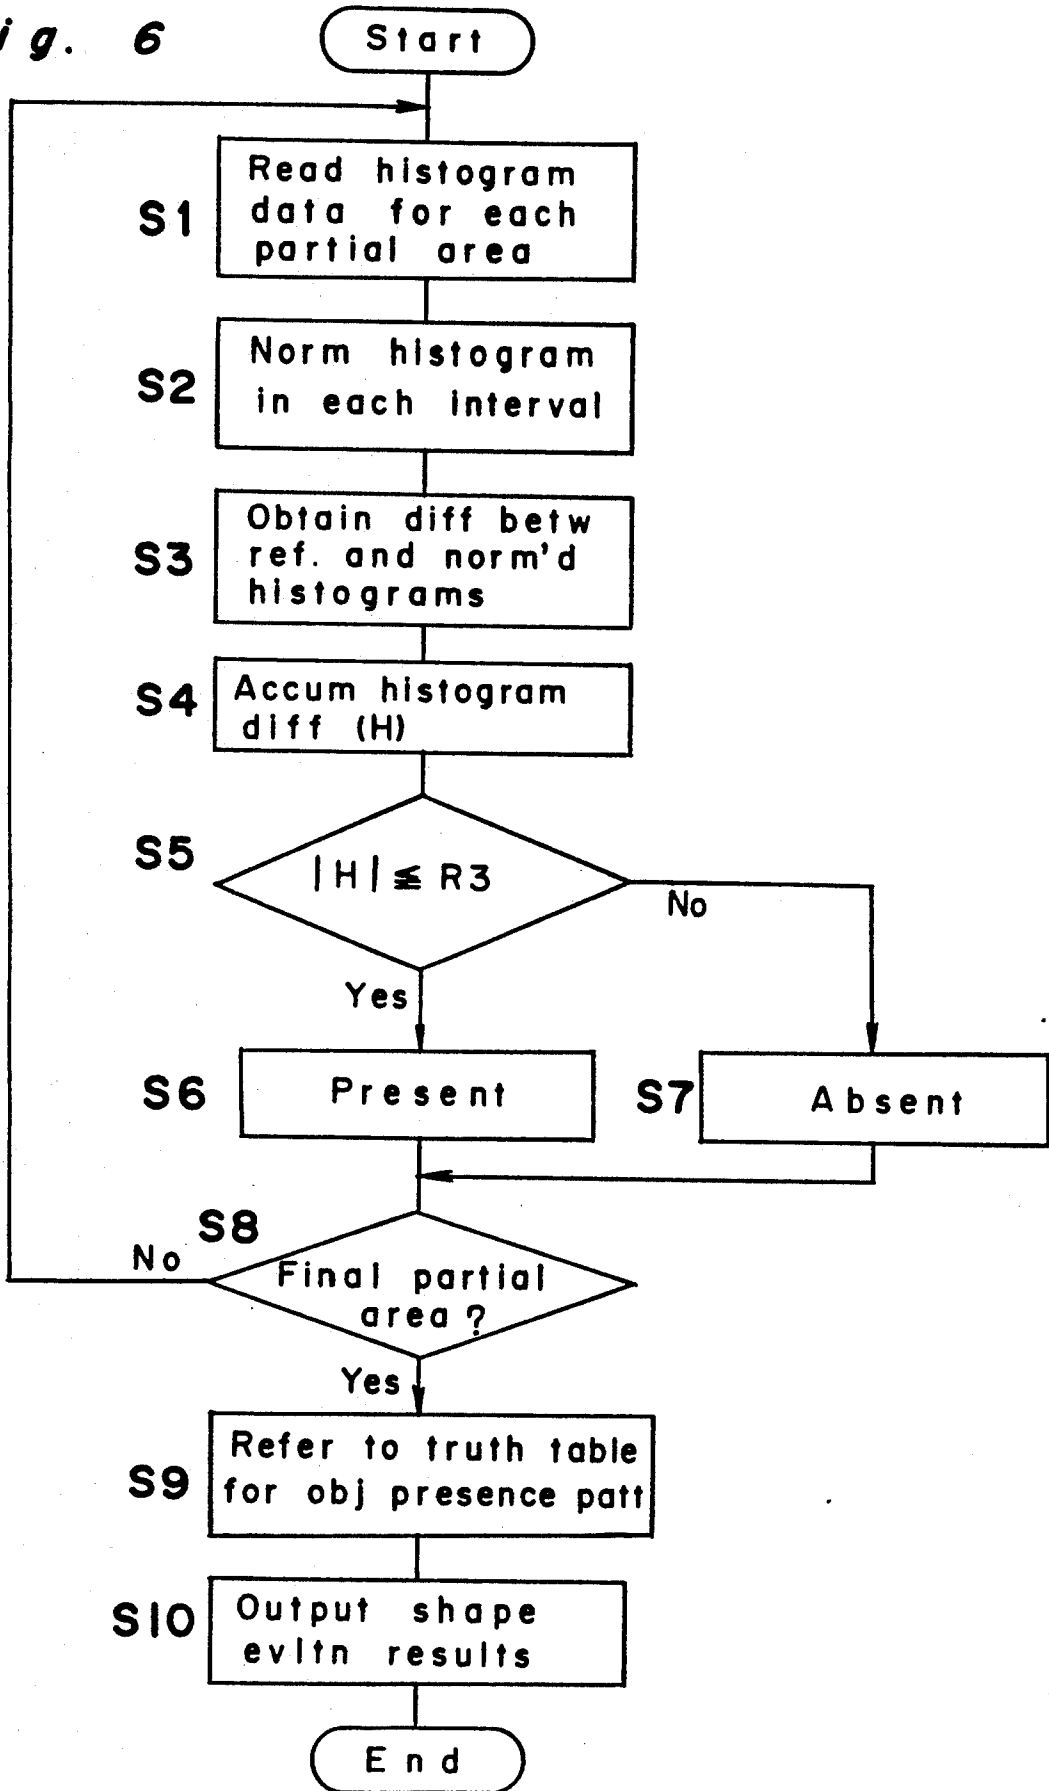 ig. 6
Start
S1
Read histogram
data for each
partial area
S2
Norm histogram
in each interval
S3
Obtain diff betw
ref. and norm'd
histograms
S4
Accum histogram
diff (H)
S5
|H| ≦ R3
No
Yes
S6
Present
S7
Absent
S8
No
Final partial
area?
Yes
S9
Refer to truth table
for obj presence patt
S10
Output shape
evltn results
End